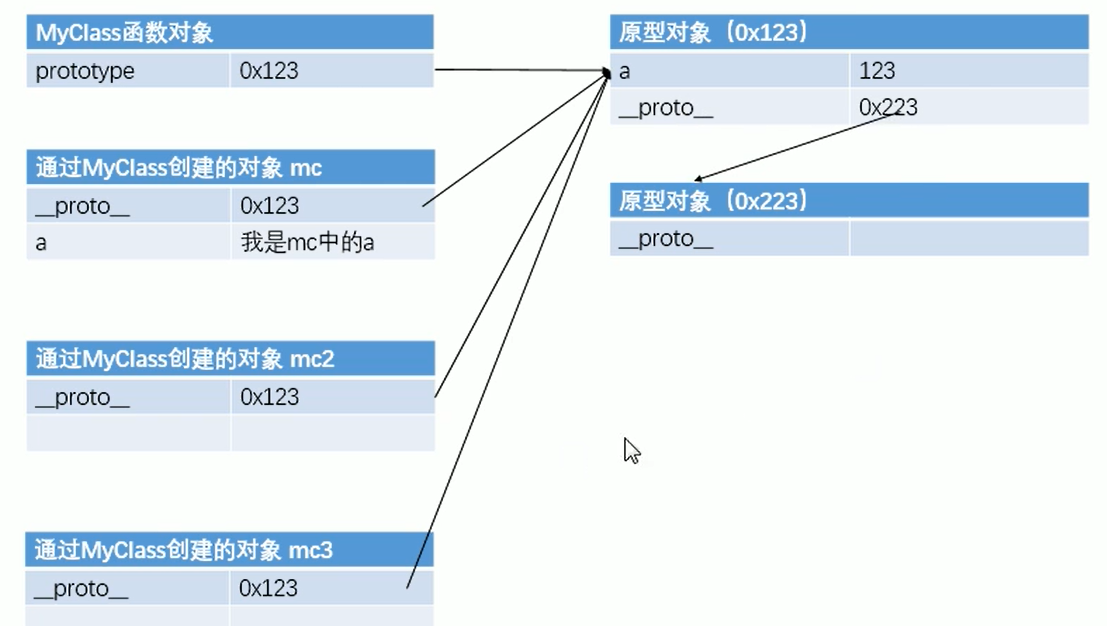 MyClass函数对象
prototype 0x123
通过MyClass创建的对象 mc
__proto__ 0x123
a 我是mc中的a
通过MyClass创建的对象 mc2
__proto__ 0x123
通过MyClass创建的对象 mc3
__proto__ 0x123
原型对象（0x123）
a 123
__proto__ 0x223
原型对象（0x223）
__proto__